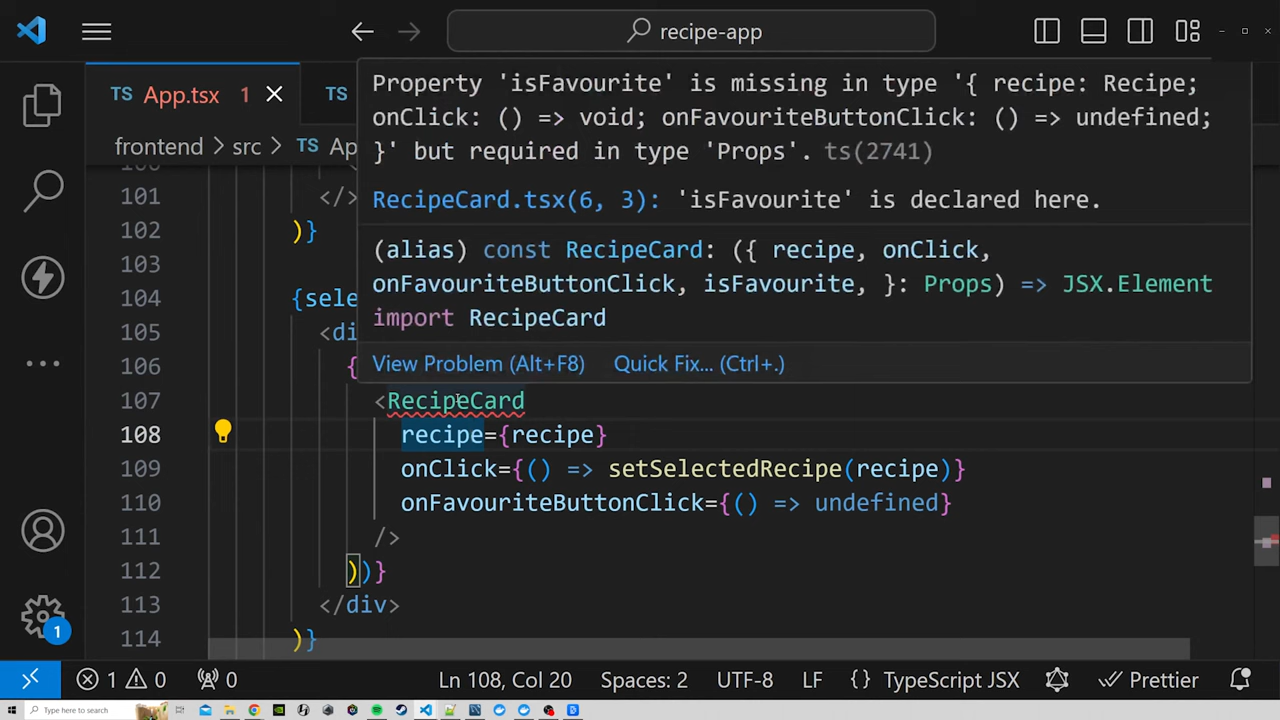 recipe-app
TS App.tsx 1
TS
frontend > src > TS Ap
Property 'isFavourite' is missing in type '{ recipe: Recipe;
onClick: () => void; onFavouriteButtonClick: () => undefined;
}' but required in type 'Props'. ts(2741)
RecipeCard.tsx(6, 3): 'isFavourite' is declared here.
(alias) const RecipeCard: ({ recipe, onClick,
onFavouriteButtonClick, isFavourite, }: Props) => JSX.Element
import RecipeCard
View Problem (Alt+F8) Quick Fix... (Ctrl+.)
101 </>
102 )}
103
104 {sele
105 <di
106 {
107 <RecipeCard
108 recipe={recipe}
109 onClick={() => setSelectedRecipe(recipe)}
110 onFavouriteButtonClick={() => undefined}
111 />
112 ))}
113 </div>
114 )}
1
1 0 0 Ln 108, Col 20 Spaces: 2 UTF-8 LF {} TypeScript JSX Prettier
Type here to search